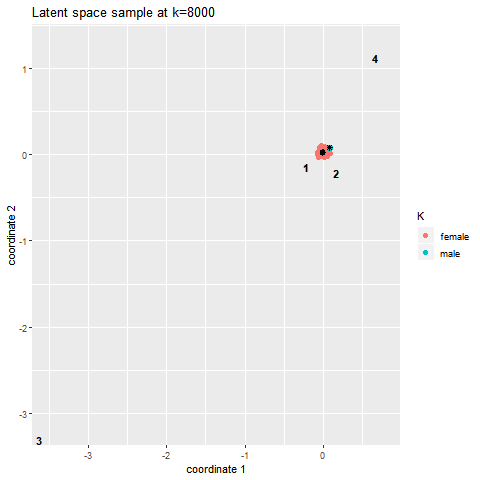 Latent space sample at k=8000
4
1
0
1
2
-1
coordinate 2
-2
-3
3
-3
-2
-1
0
coordinate 1
K
female
male